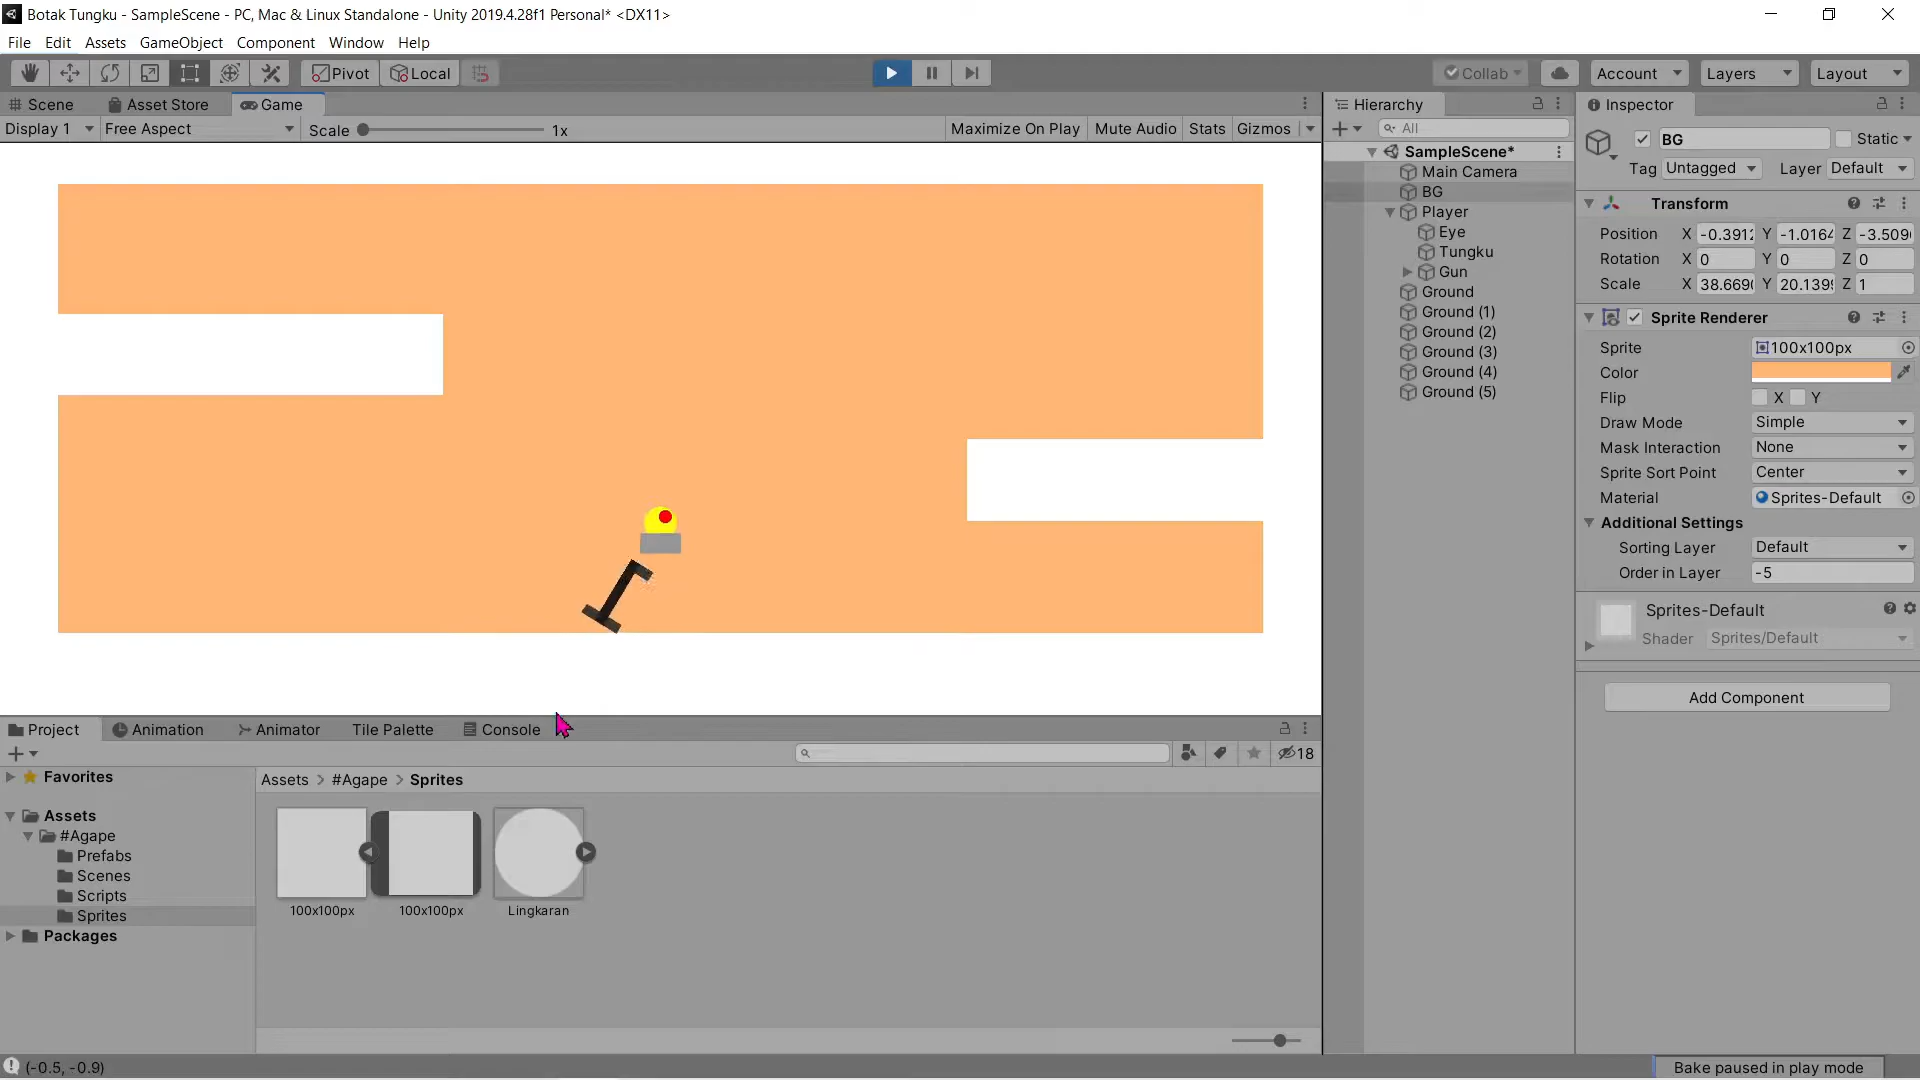 Botak Tungku - SampleScene - PC, Mac & Linux Standalone - Unity 2019.4.28f1 Personal* <DX11>
File Edit Assets GameObject Component Window Help
Pivot Local Collab Account Layers Layout
Scene Asset Store Game
Display 1 Free Aspect Scale 1x Maximize On Play Mute Audio Stats Gizmos
Hierarchy
All
SampleScene*
Main Camera
BG
Player
Eye
Tungku
Gun
Ground
Ground (1)
Ground (2)
Ground (3)
Ground (4)
Ground (5)
Inspector
BG Static
Tag Untagged Layer Default
Transform
Position X -0.3912 Y -1.0164 Z -3.509
Rotation X 0 Y 0 Z 0
Scale X 38.669 Y 20.139 Z 1
Sprite Renderer
Sprite 100x100px
Color
Flip X Y
Draw Mode Simple
Mask Interaction None
Sprite Sort Point Center
Material Sprites-Default
Additional Settings
Sorting Layer Default
Order in Layer -5
Sprites-Default
Shader Sprites/Default
Add Component
Project Animation Animator Tile Palette Console
18
Favorites
Assets
#Agape
Prefabs
Scenes
Scripts
Sprites
Packages
Assets > #Agape > Sprites
100x100px 100x100px Lingkaran
(-0.5, -0.9)
Bake paused in play mode